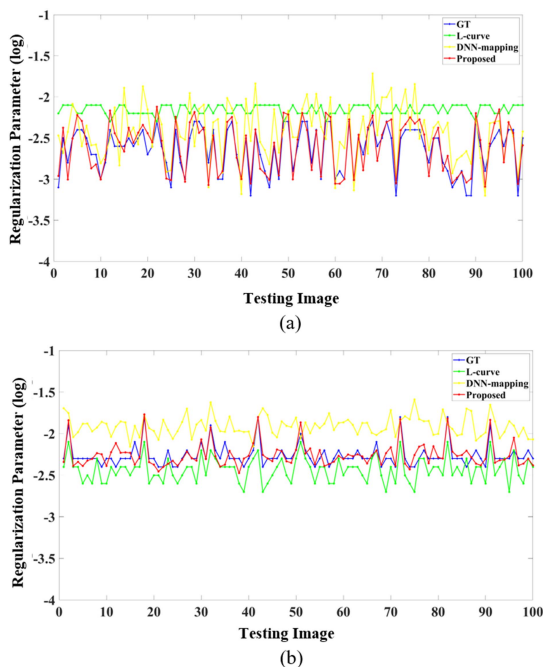 -1
GT
L-curve
DNN-mapping
Proposed
-1.5
-2
-2.5
-3
-3.5
-4
Regularization Parameter (log)
0 10 20 30 40 50 60 70 80 90 100
Testing Image
(a)
-1
GT
L-curve
DNN-mapping
Proposed
-1.5
-2
-2.5
-3
-3.5
-4
Regularization Parameter (log)
0 10 20 30 40 50 60 70 80 90 100
Testing Image
(b)